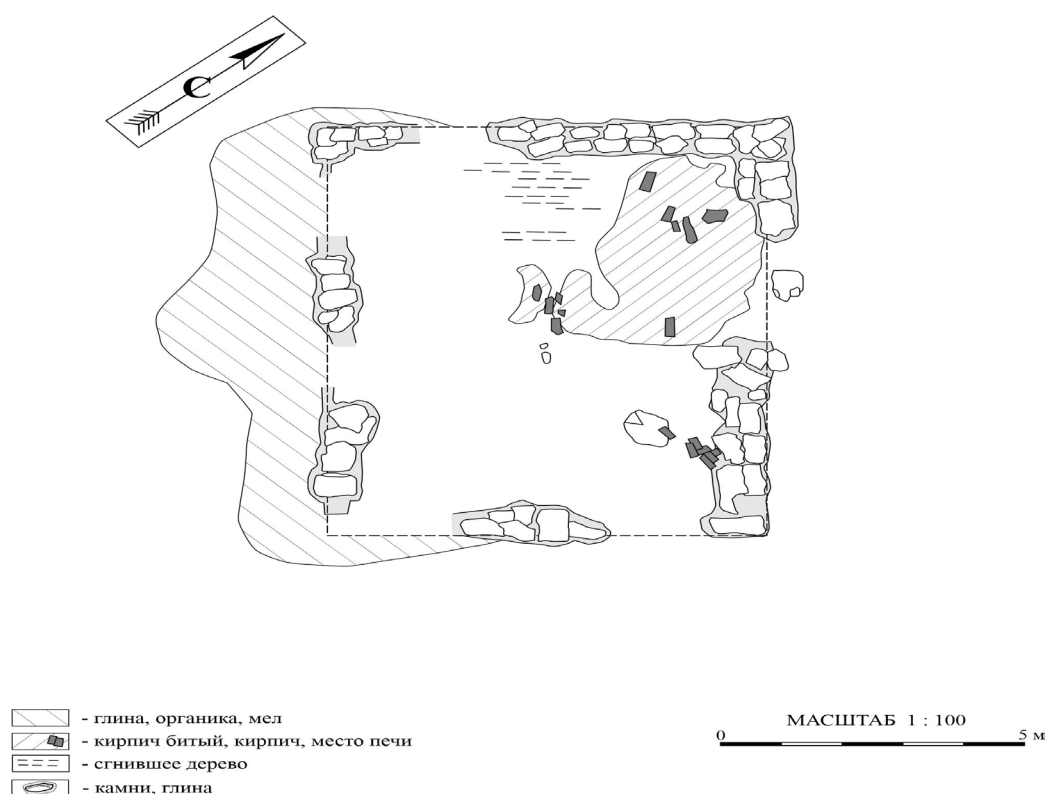 С
- глина, органика, мел
- кирпич битый, кирпич, место печи
- сгнившее дерево
- камни, глина
МАСШТАБ 1 : 100
0 5 м